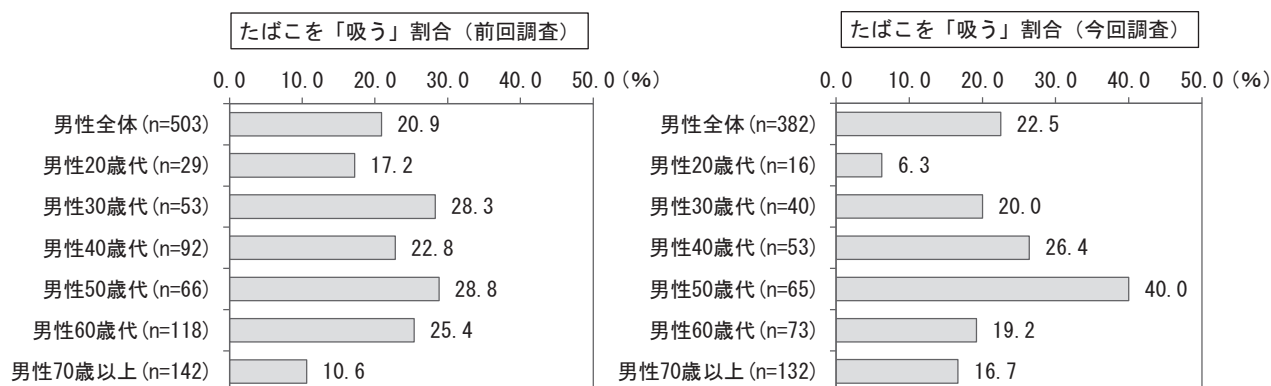 たばこを「吸う」割合（前回調査）
0.0 10.0 20.0 30.0 40.0 50.0 (%)
男性全体(n=503) 20.9
男性20歳代(n=29) 17.2
男性30歳代(n=53) 28.3
男性40歳代(n=92) 22.8
男性50歳代(n=66) 28.8
男性60歳代(n=118) 25.4
男性70歳以上(n=142) 10.6
たばこを「吸う」割合（今回調査）
0.0 10.0 20.0 30.0 40.0 50.0 (%)
男性全体(n=382) 22.5
男性20歳代(n=16) 6.3
男性30歳代(n=40) 20.0
男性40歳代(n=53) 26.4
男性50歳代(n=65) 40.0
男性60歳代(n=73) 19.2
男性70歳以上(n=132) 16.7